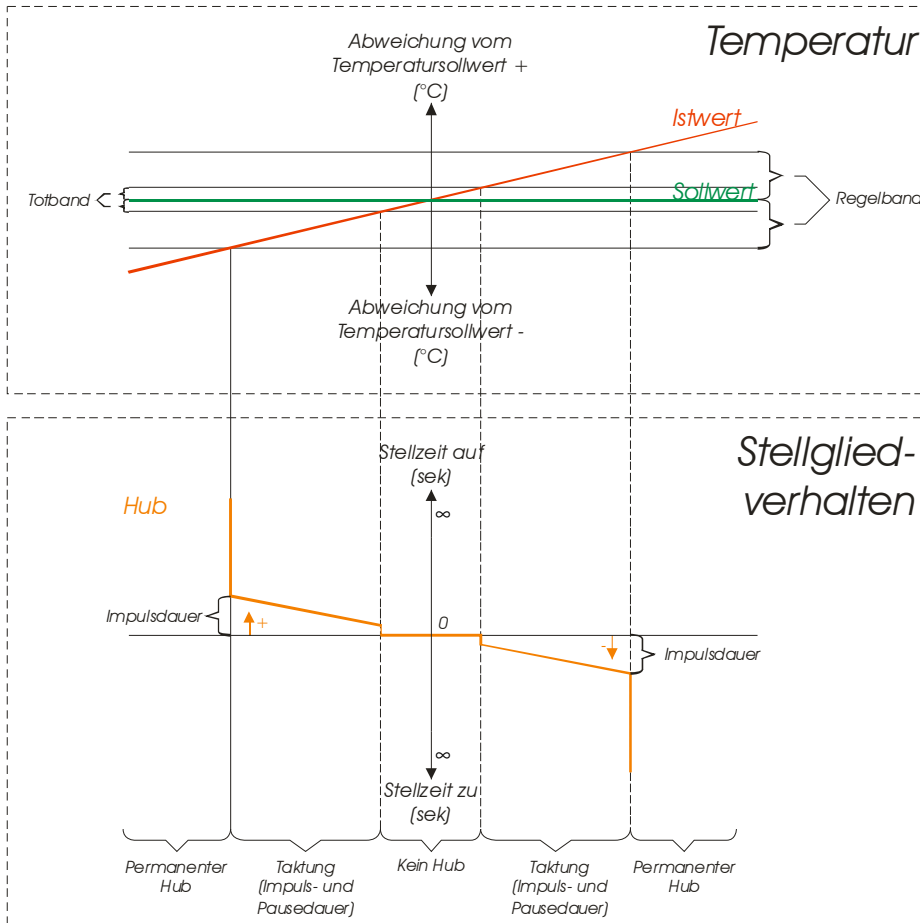 Temperatur
Abweichung vom
Temperatursollwert +
(°C)
Istwert
Totband
Sollwert
Regelband
Abweichung vom
Temperatursollwert -
(°C)
Stellglied-
verhalten
Stellzeit auf
(sek)
∞
Hub
Impulsdauer
+
0
-
Impulsdauer
∞
Stellzeit zu
(sek)
Permanenter
Hub
Taktung
(Impuls- und
Pausedauer)
Kein Hub
Taktung
(Impuls- und
Pausedauer)
Permanenter
Hub